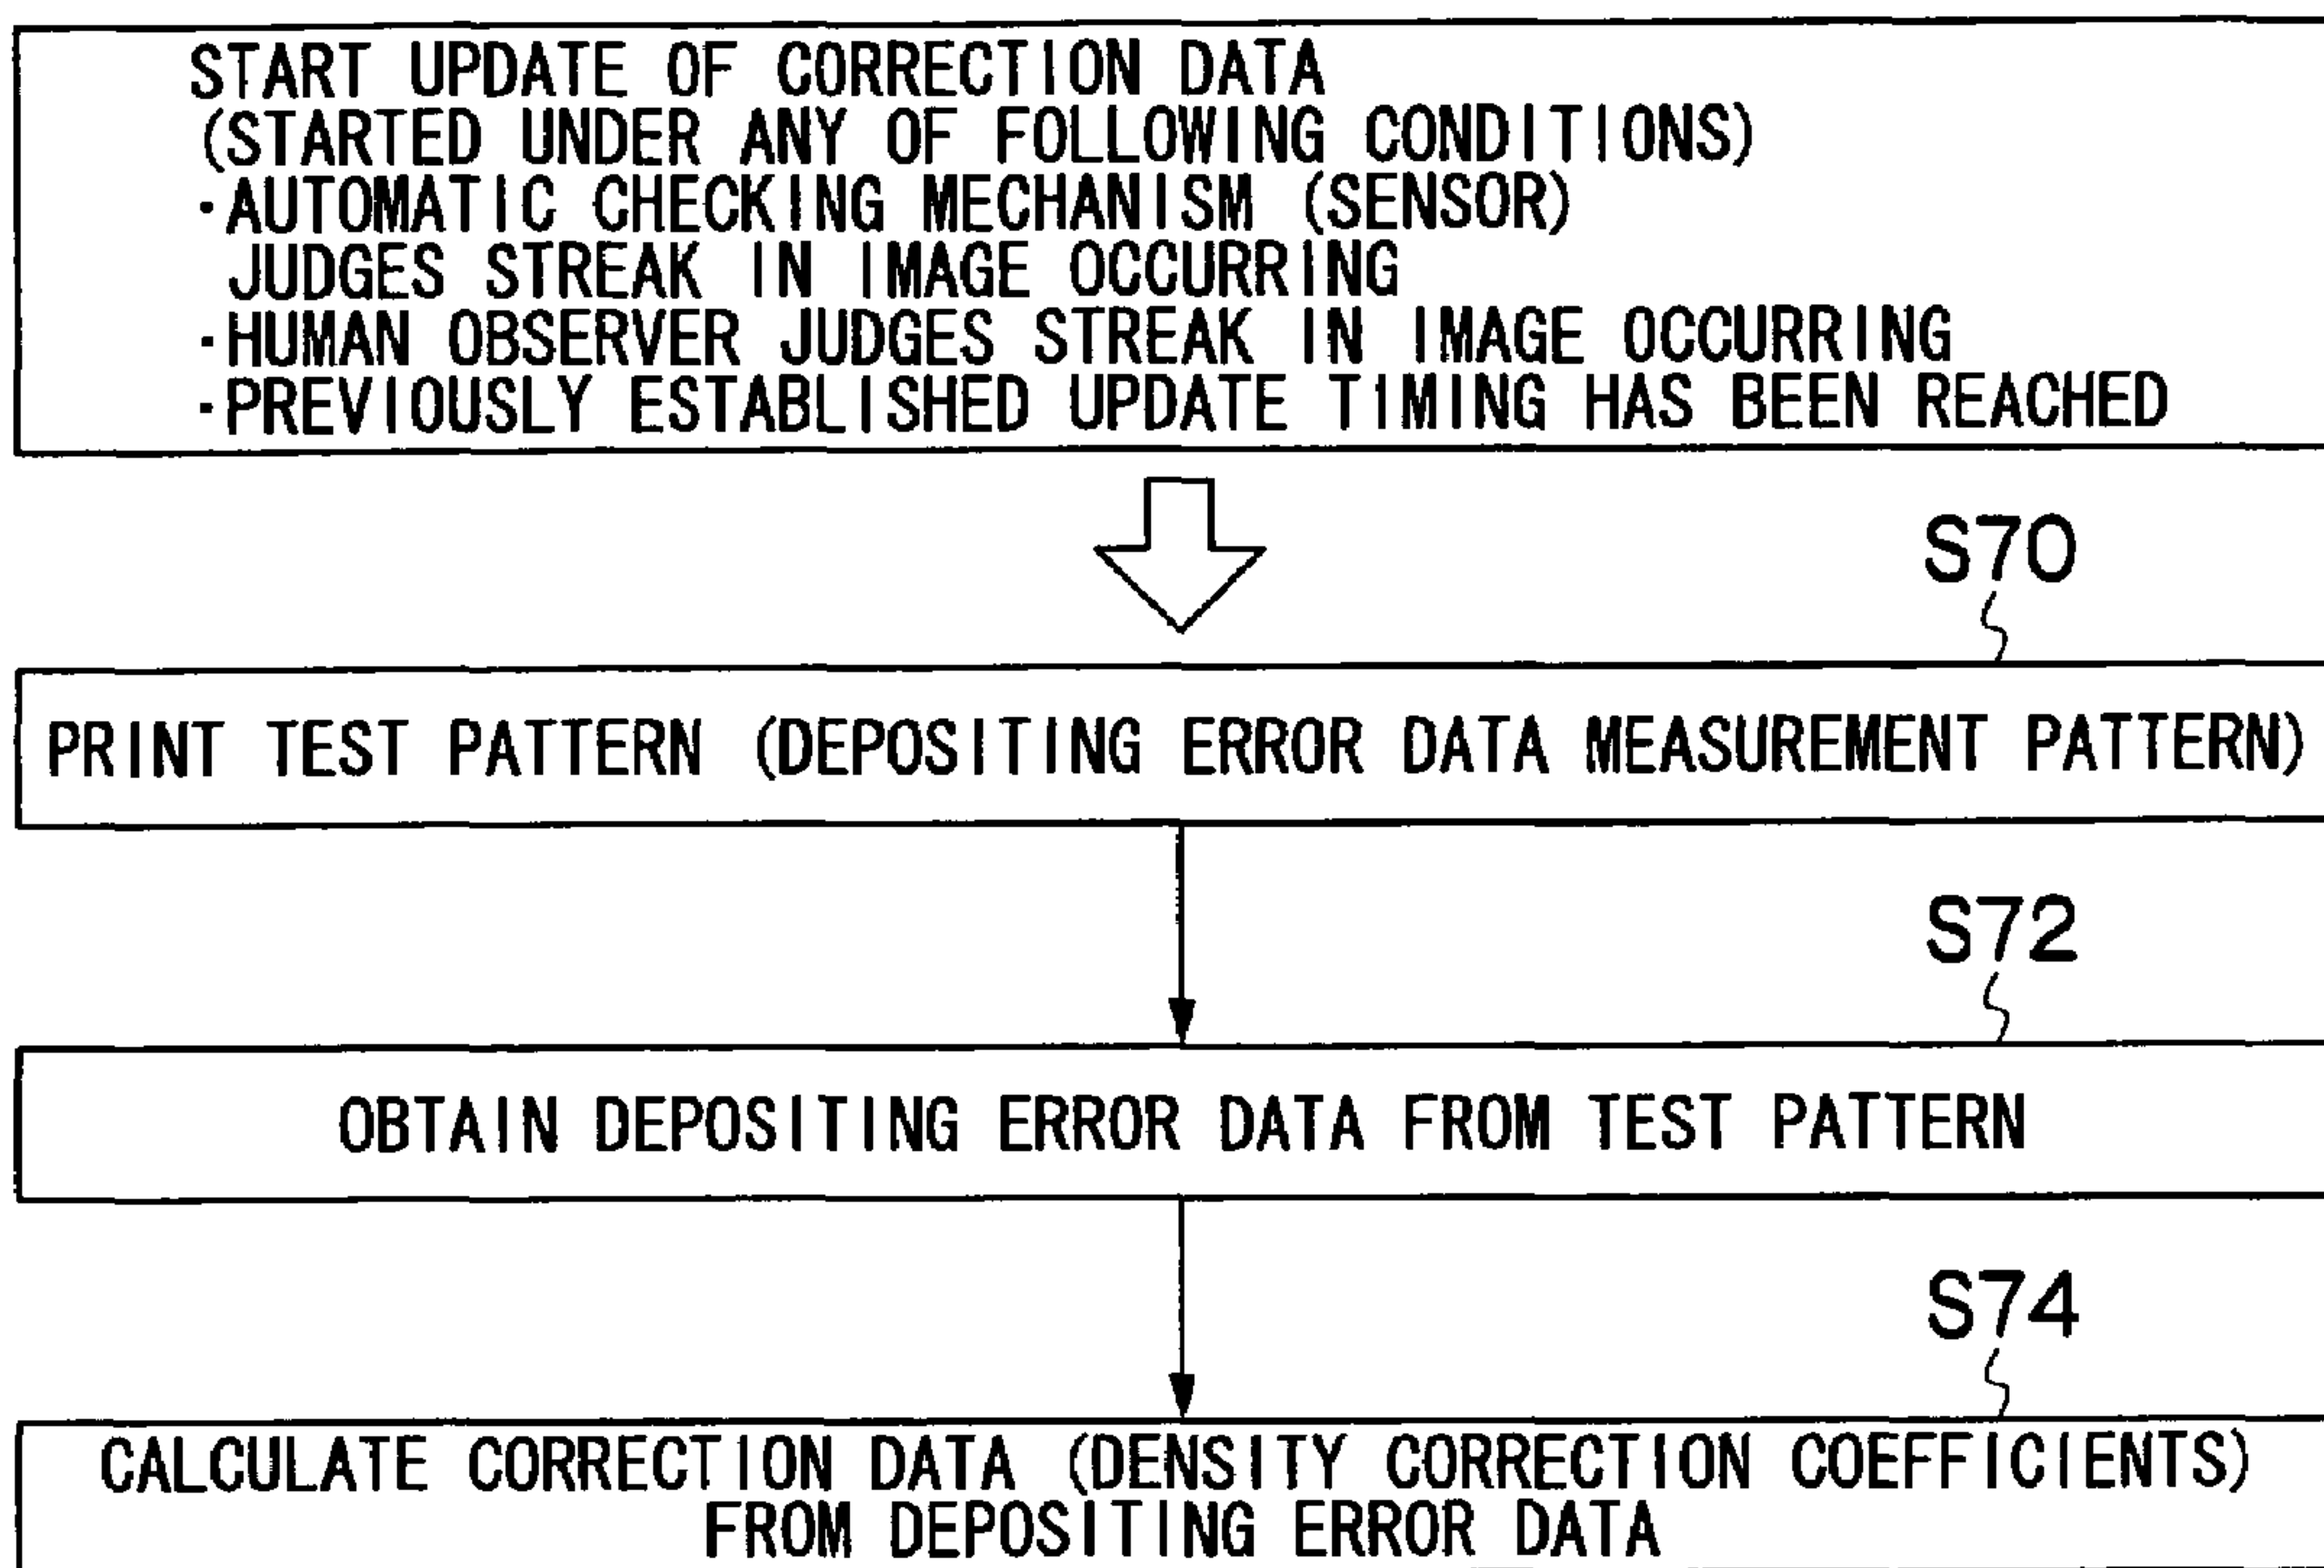 START UPDATE OF CORRECTION DATA
(STARTED UNDER ANY OF FOLLOWING CONDITIONS)
·AUTOMATIC CHECKING MECHANISM (SENSOR)
JUDGES STREAK IN IMAGE OCCURRING
·HUMAN OBSERVER JUDGES STREAK IN IMAGE OCCURRING
·PREVIOUSLY ESTABLISHED UPDATE TIMING HAS BEEN REACHED
S70
PRINT TEST PATTERN (DEPOSITING ERROR DATA MEASUREMENT PATTERN)
S72
OBTAIN DEPOSITING ERROR DATA FROM TEST PATTERN
S74
CALCULATE CORRECTION DATA (DENSITY CORRECTION COEFFICIENTS)
FROM DEPOSITING ERROR DATA